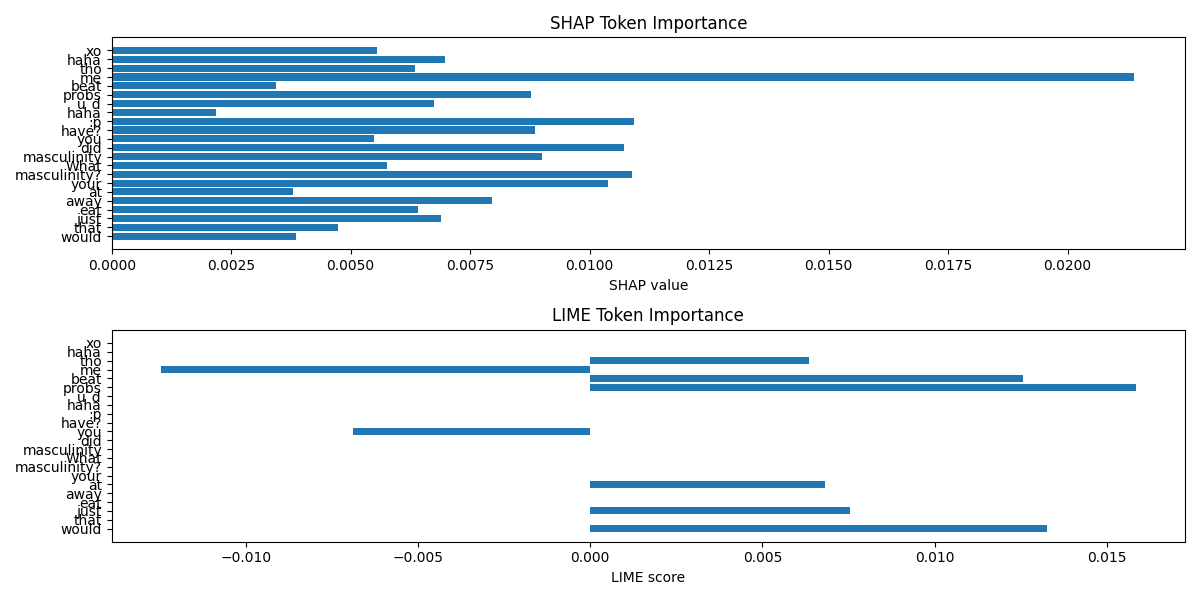 SHAP Token Importance
xo
haha
tho
me
beat
probs
u'd
haha
:p
have?
you
did
masculinity
What
masculinity?
your
at
away
eat
just
that
would
0.0000 0.0025 0.0050 0.0075 0.0100 0.0125 0.0150 0.0175 0.0200
SHAP value
LIME Token Importance
xo
haha
tho
me
beat
probs
u'd
haha
:p
have?
you
did
masculinity
What
masculinity?
your
at
away
eat
just
that
would
−0.010 −0.005 0.000 0.005 0.010 0.015
LIME score